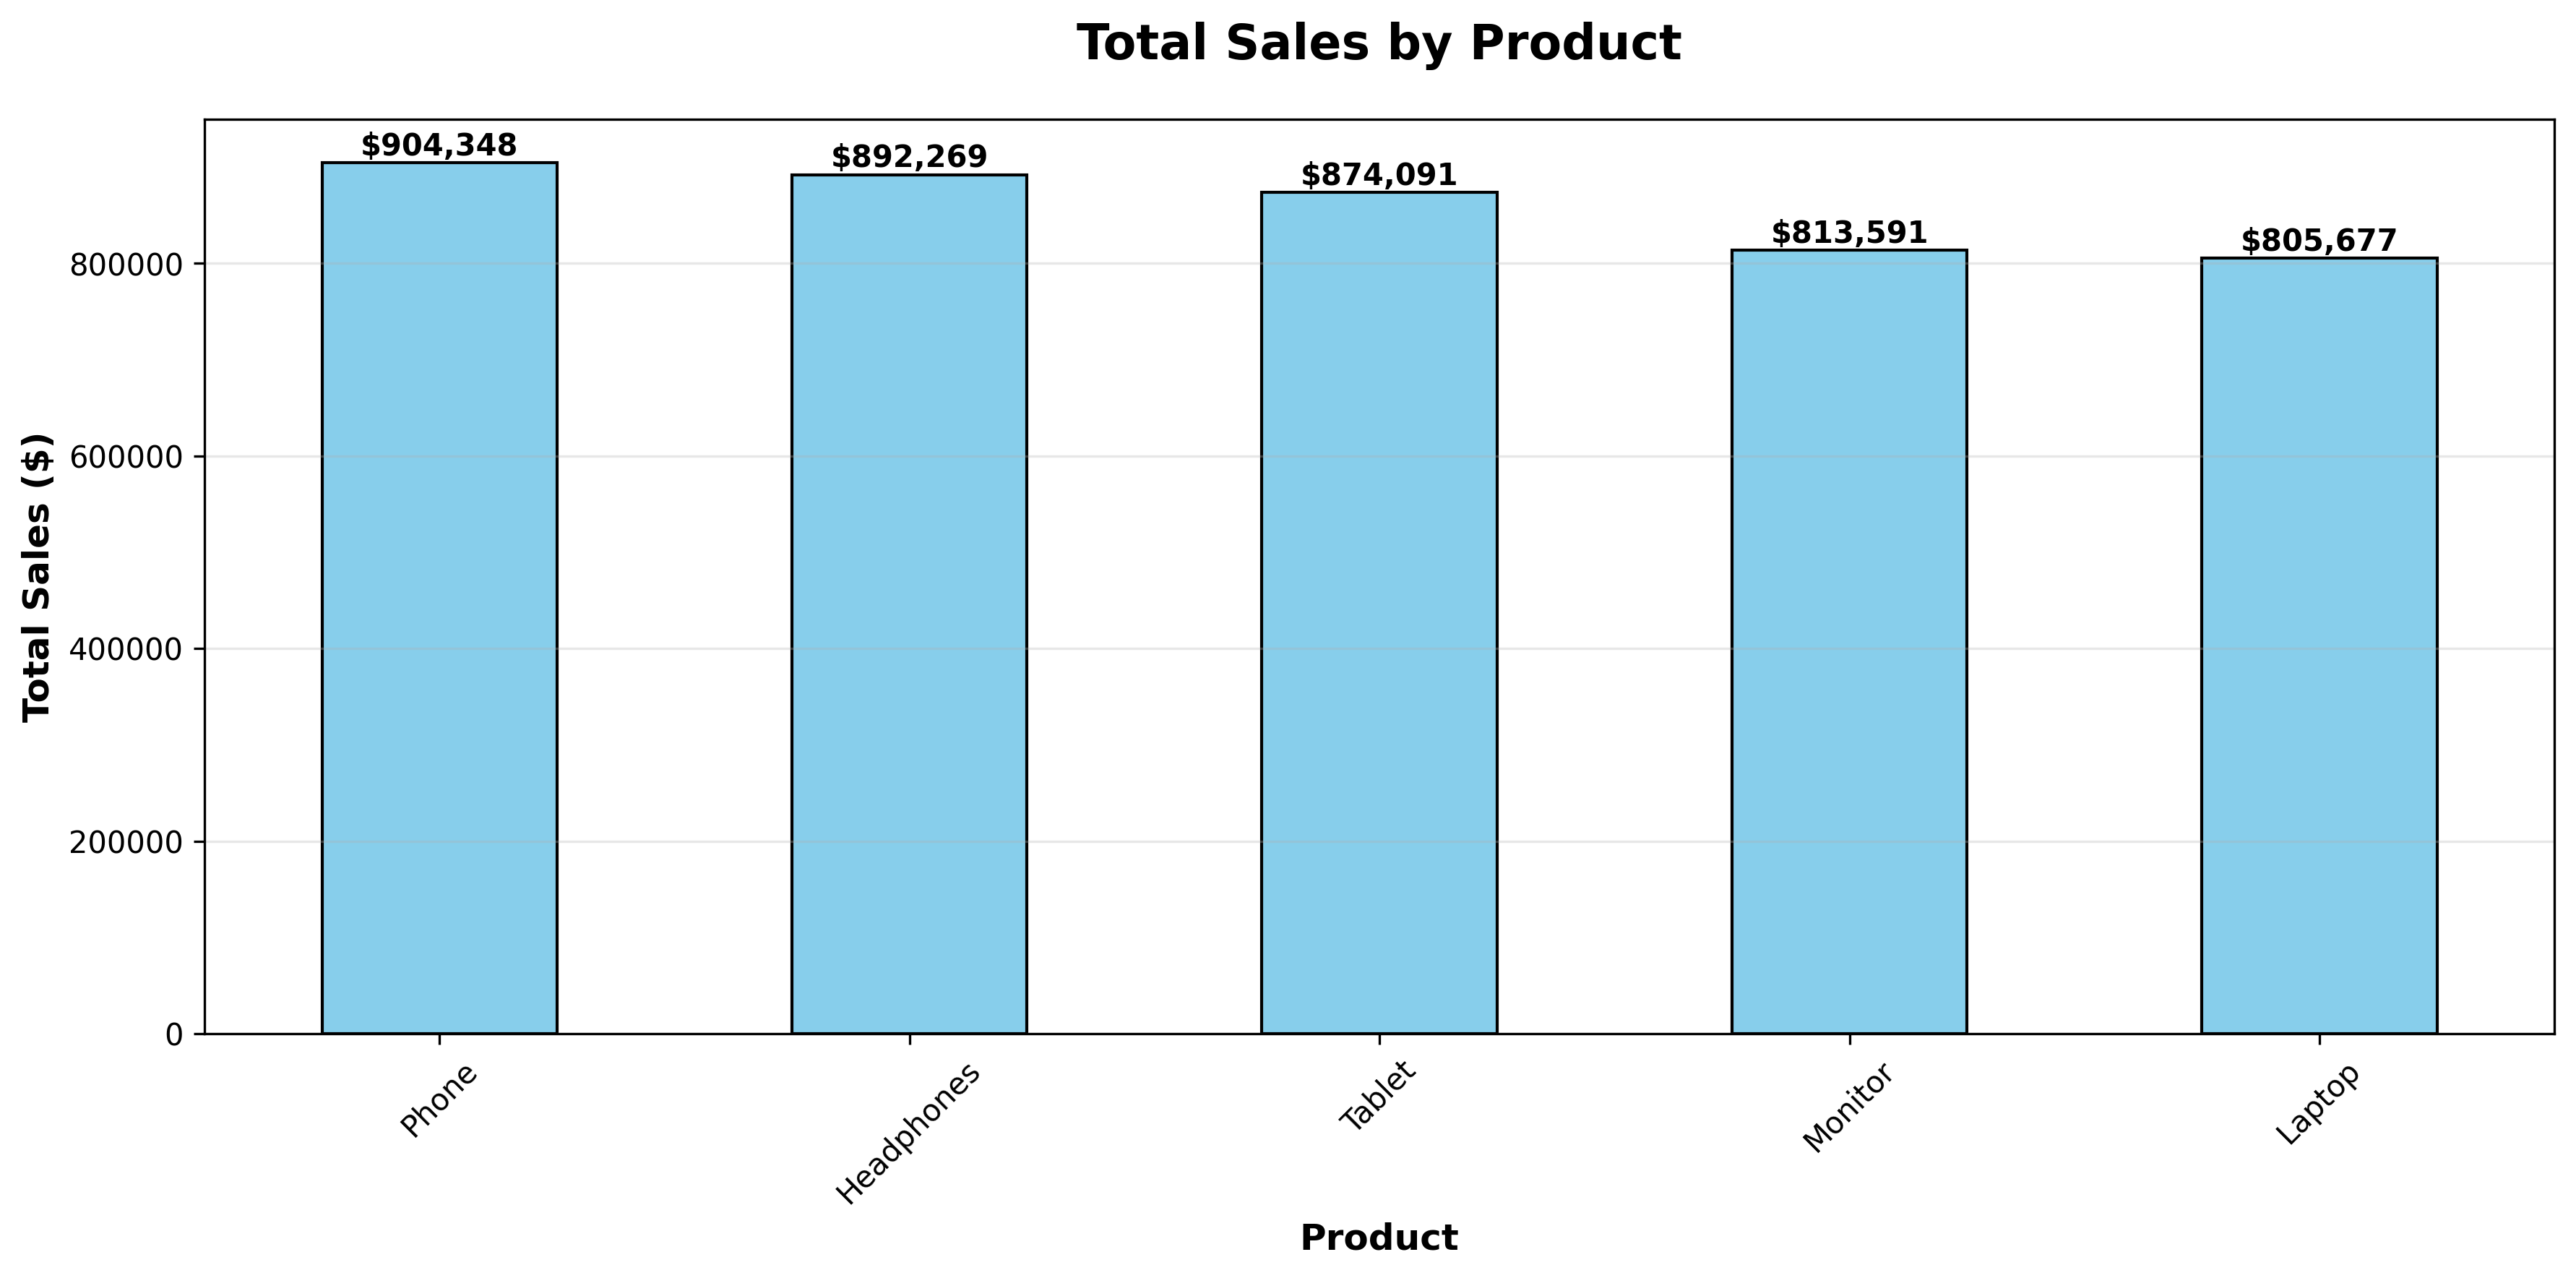 Total Sales by Product
$904,348
$892,269
$874,091
$813,591
$805,677
Total Sales ($)
800000
600000
400000
200000
0
Phone
Headphones
Tablet
Monitor
Laptop
Product